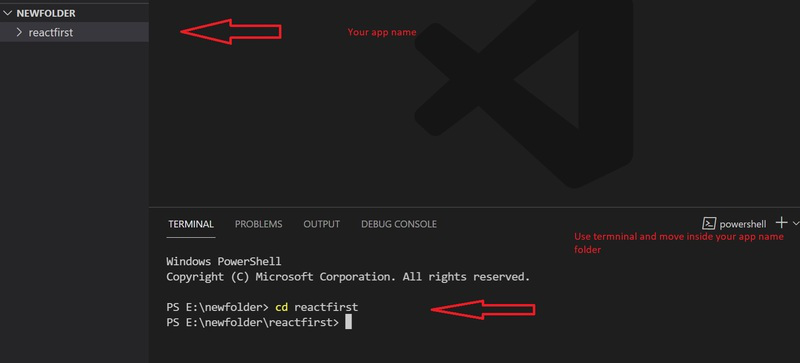 NEWFOLDER
reactfirst
Your app name
TERMINAL PROBLEMS OUTPUT DEBUG CONSOLE
powershell
Use termninal and move inside your app name
folder
Windows PowerShell
Copyright (C) Microsoft Corporation. All rights reserved.
PS E:\newfolder> cd reactfirst
PS E:\newfolder\reactfirst>